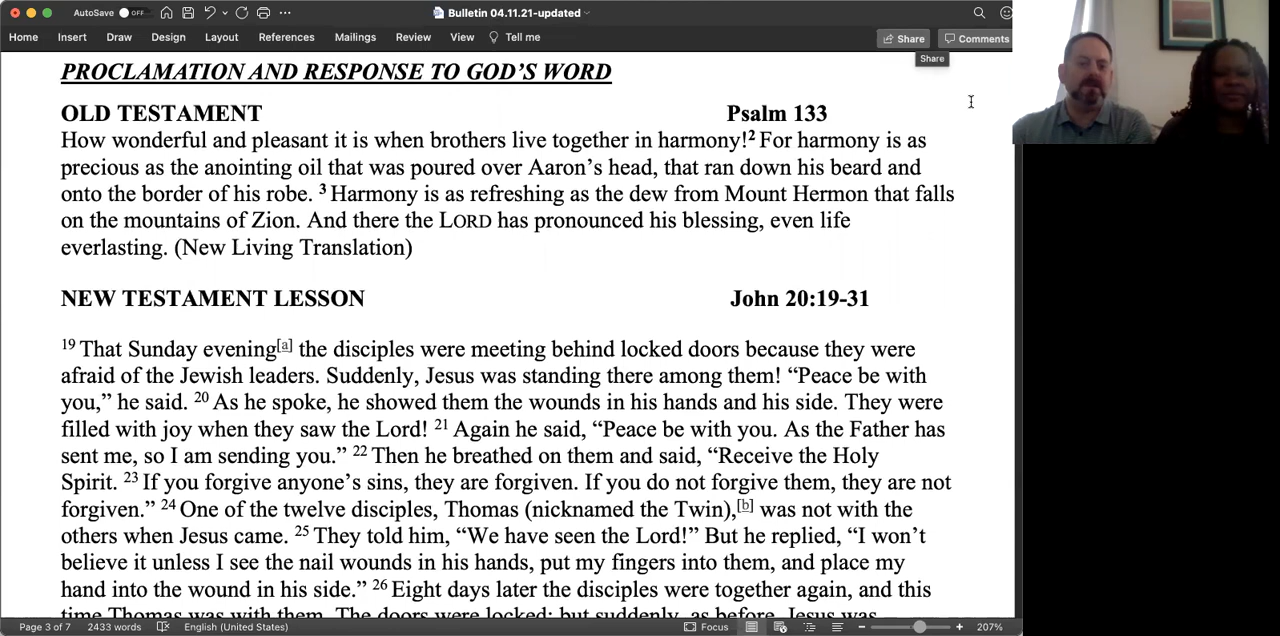 AutoSave OFF Bulletin 04.11.21-updated
Home Insert Draw Design Layout References Mailings Review View Tell me Share Comments
Share
PROCLAMATION AND RESPONSE TO GOD'S WORD
OLD TESTAMENT Psalm 133
How wonderful and pleasant it is when brothers live together in harmony!² For harmony is as
precious as the anointing oil that was poured over Aaron's head, that ran down his beard and
onto the border of his robe. ³ Harmony is as refreshing as the dew from Mount Hermon that falls
on the mountains of Zion. And there the LORD has pronounced his blessing, even life
everlasting. (New Living Translation)
NEW TESTAMENT LESSON John 20:19-31
¹⁹ That Sunday evening[a] the disciples were meeting behind locked doors because they were
afraid of the Jewish leaders. Suddenly, Jesus was standing there among them! “Peace be with
you,” he said. ²⁰ As he spoke, he showed them the wounds in his hands and his side. They were
filled with joy when they saw the Lord! ²¹ Again he said, “Peace be with you. As the Father has
sent me, so I am sending you.” ²² Then he breathed on them and said, “Receive the Holy
Spirit. ²³ If you forgive anyone’s sins, they are forgiven. If you do not forgive them, they are not
forgiven.” ²⁴ One of the twelve disciples, Thomas (nicknamed the Twin),[b] was not with the
others when Jesus came. ²⁵ They told him, “We have seen the Lord!” But he replied, “I won’t
believe it unless I see the nail wounds in his hands, put my fingers into them, and place my
hand into the wound in his side.” ²⁶ Eight days later the disciples were together again, and this
time Thomas was with them. The doors were locked; but suddenly, as before, Jesus was
Page 3 of 7 2433 words English (United States) Focus 207%